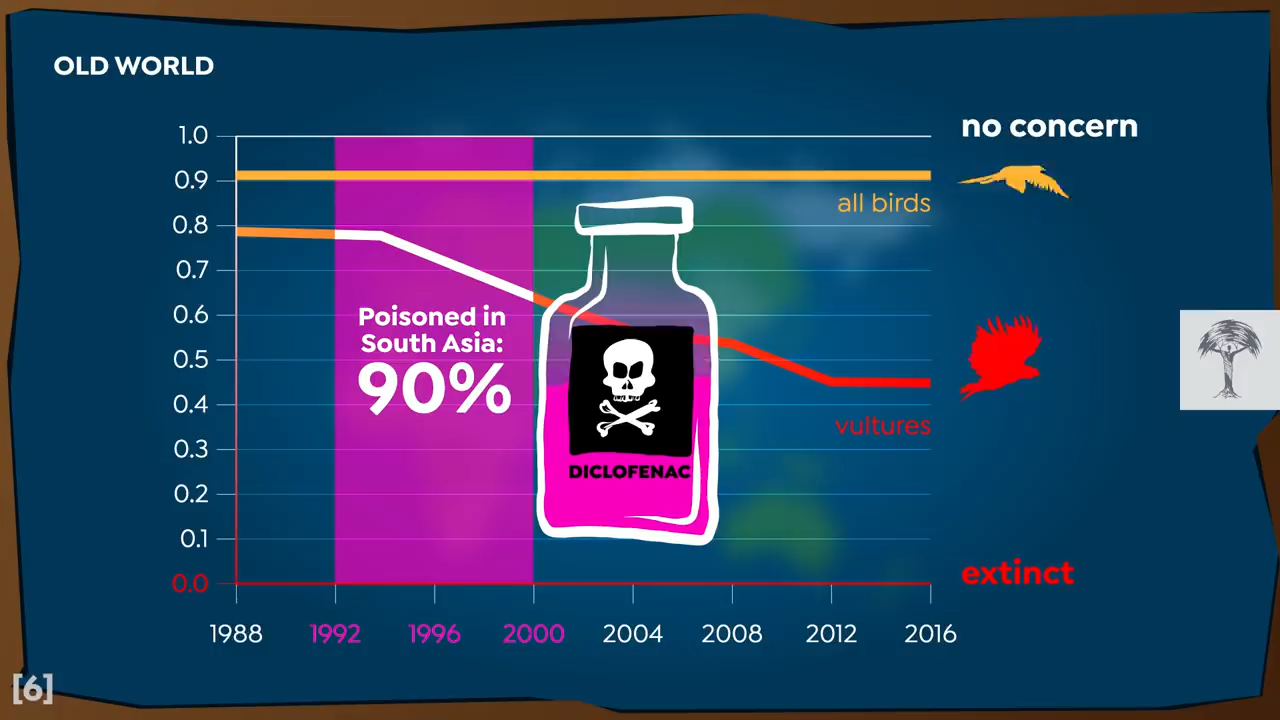 OLD WORLD
1.0
no concern
0.9
all birds
0.8
0.7
0.6
Poisoned in
South Asia:
90%
0.5
0.4
vultures
0.3
DICLOFENAC
0.2
0.1
0.0
extinct
1988 1992 1996 2000 2004 2008 2012 2016
[6]